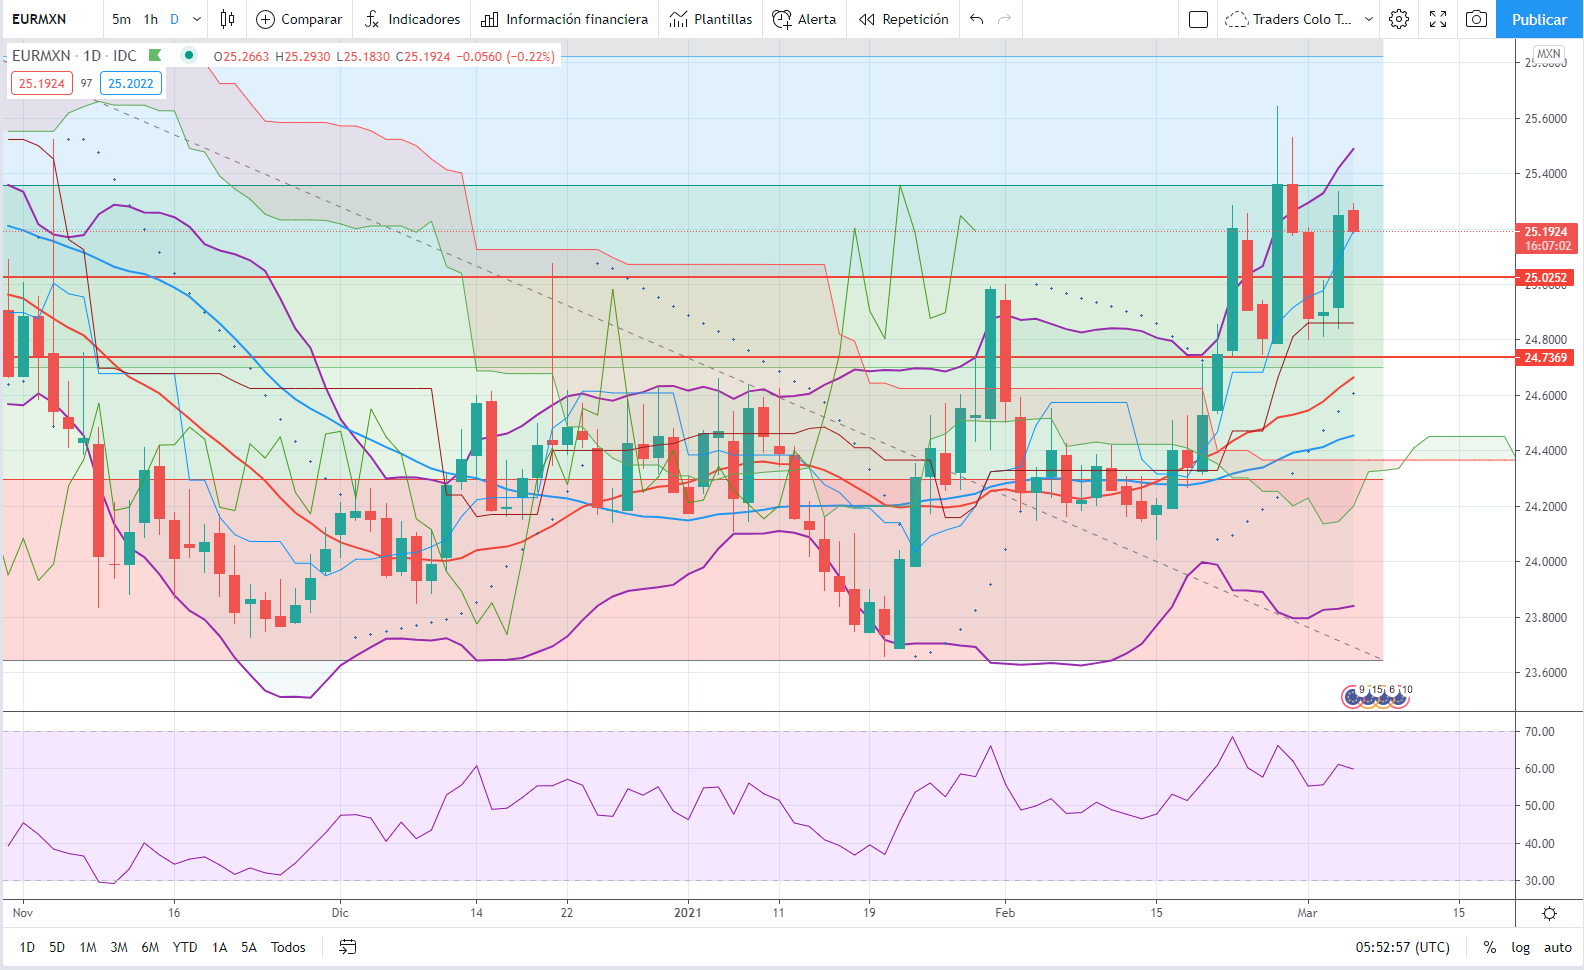 EURMXN 5m 1h D Comparar Indicadores Información financiera Plantillas Alerta Repetición Traders Colo T... Publicar
EURMXN · 1D · IDC O25.2663 H25.2930 L25.1830 C25.1924 −0.0560 (−0.22%)
25.1924 97 25.2022
MXN
25.6000
25.4000
25.1924
16:07:02
25.0252
24.8000
24.7369
24.6000
24.4000
24.2000
24.0000
23.8000
23.6000
9 15 6 10
70.00
60.00
50.00
40.00
30.00
Nov 16 Dic 14 22 2021 11 19 Feb 15 Mar 15
1D 5D 1M 3M 6M YTD 1A 5A Todos 05:52:57 (UTC) % log auto